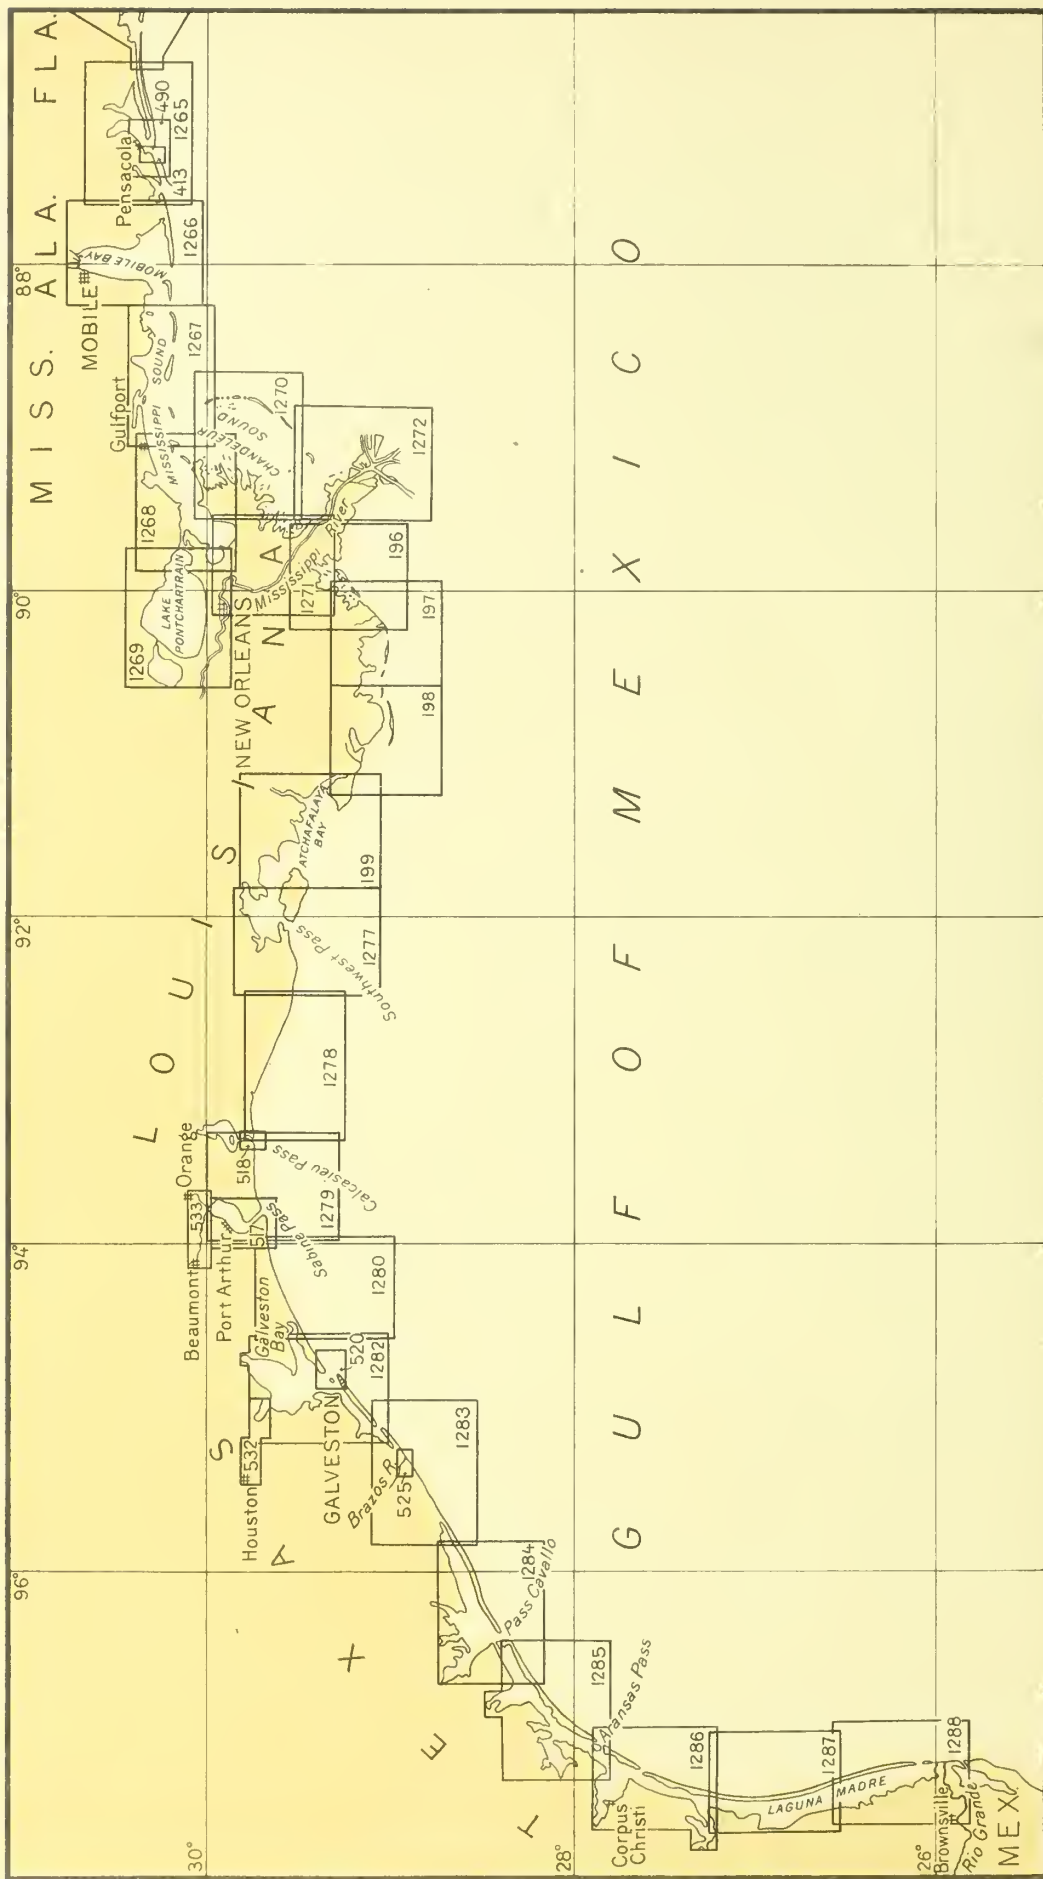 MISS.
ALA.
FLA.
88°
90°
92°
94°
96°
30°
28°
26°
MOBILE
MOBILE BAY
Pensacola
490
1265
413
1266
Gulfport
MISSISSIPPI SOUND
1267
1268
CHANDELEUR SOUND
1270
1272
LAKE
PONTCHARTRAIN
1269
NEW ORLEANS
Mississippi River
1271
196
197
198
LOUISIANA
ATCHAFALAYA
BAY
199
1277
Southwest Pass
1278
Orange
518
Calcasieu Pass
1279
533
Beaumont
Port Arthur
517
Sabine Pass
1280
Galveston
Bay
520
1282
GALVESTON
Houston
532
Brazos R.
525
1283
TEXAS
1284
Pass Cavallo
1285
Aransas Pass
Corpus
Christi
1286
1287
LAGUNA MADRE
1288
Brownsville
Rio Grande
MEX.
GULF OF MEXICO